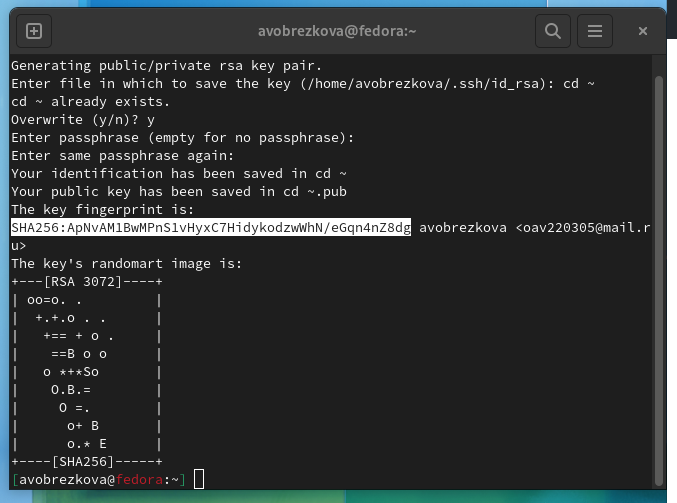 avobrezkova@fedora:~
Generating public/private rsa key pair.
Enter file in which to save the key (/home/avobrezkova/.ssh/id_rsa): cd ~
cd ~ already exists.
Overwrite (y/n)? y
Enter passphrase (empty for no passphrase):
Enter same passphrase again:
Your identification has been saved in cd ~
Your public key has been saved in cd ~.pub
The key fingerprint is:
SHA256:ApNvAM1BwMPnS1vHyxC7HidykodzwWhN/eGqn4nZ8dg avobrezkova <oav220305@mail.r
u>
The key's randomart image is:
+---[RSA 3072]----+
| oo=o. .         |
|  +.+.o . .      |
|   +== + o .     |
|    ==B o o      |
|   o *+*So       |
|    O.B.=        |
|     O =.        |
|      o+ B       |
|      o.* E      |
+----[SHA256]-----+
[avobrezkova@fedora:~]